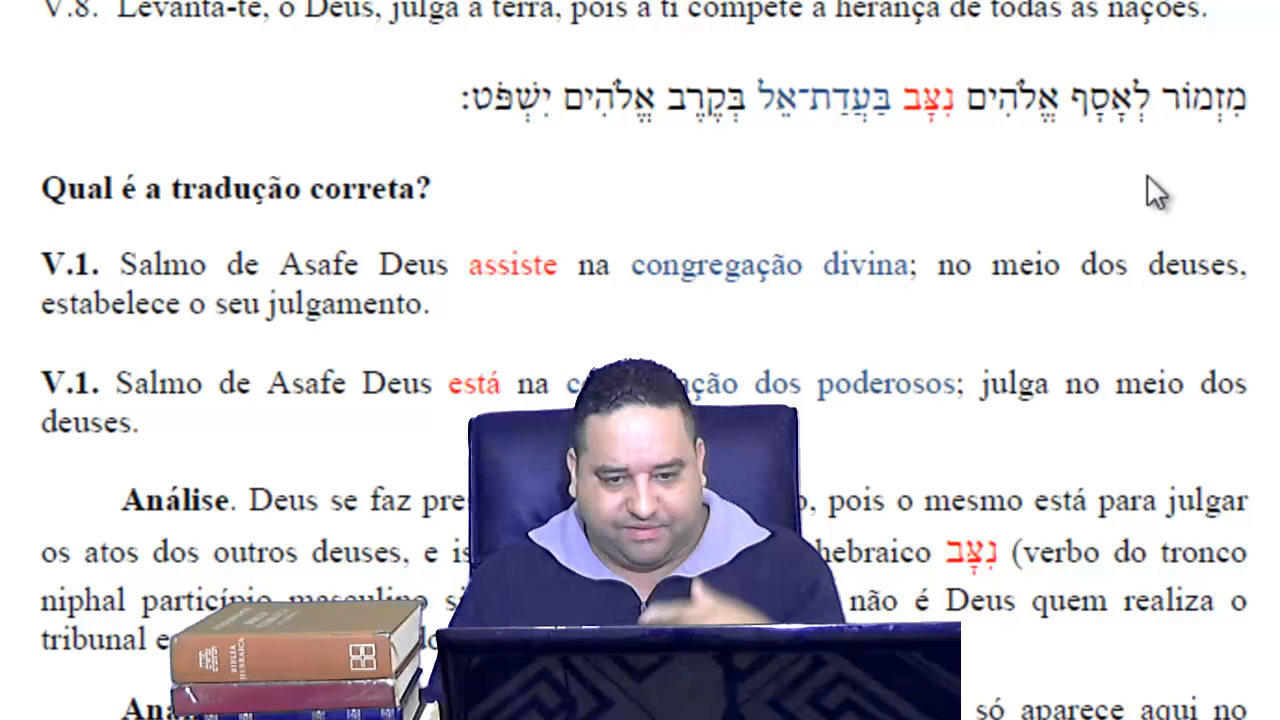 V.8. Levanta-te, ó Deus, julga a terra, pois a ti compete a herança de todas as nações.
מִזְמוֹר לְאָסָף אֱלֹהִים נִצָּב בַּעֲדַת־אֵל בְּקֶרֶב אֱלֹהִים יִשְׁפֹּט׃
Qual é a tradução correta?
V.1. Salmo de Asafe Deus assiste na congregação divina; no meio dos deuses,
estabelece o seu julgamento.
V.1. Salmo de Asafe Deus está na dos poderosos; julga no meio dos
deuses.
Análise. Deus se faz pois o mesmo está para julgar
os atos dos outros deuses, e hebraico נִצָּב (verbo do tronco
niphal particípio masculino não é Deus quem realiza o
tribunal
só aparece aqui no
BIBLIA
HEBRAICA